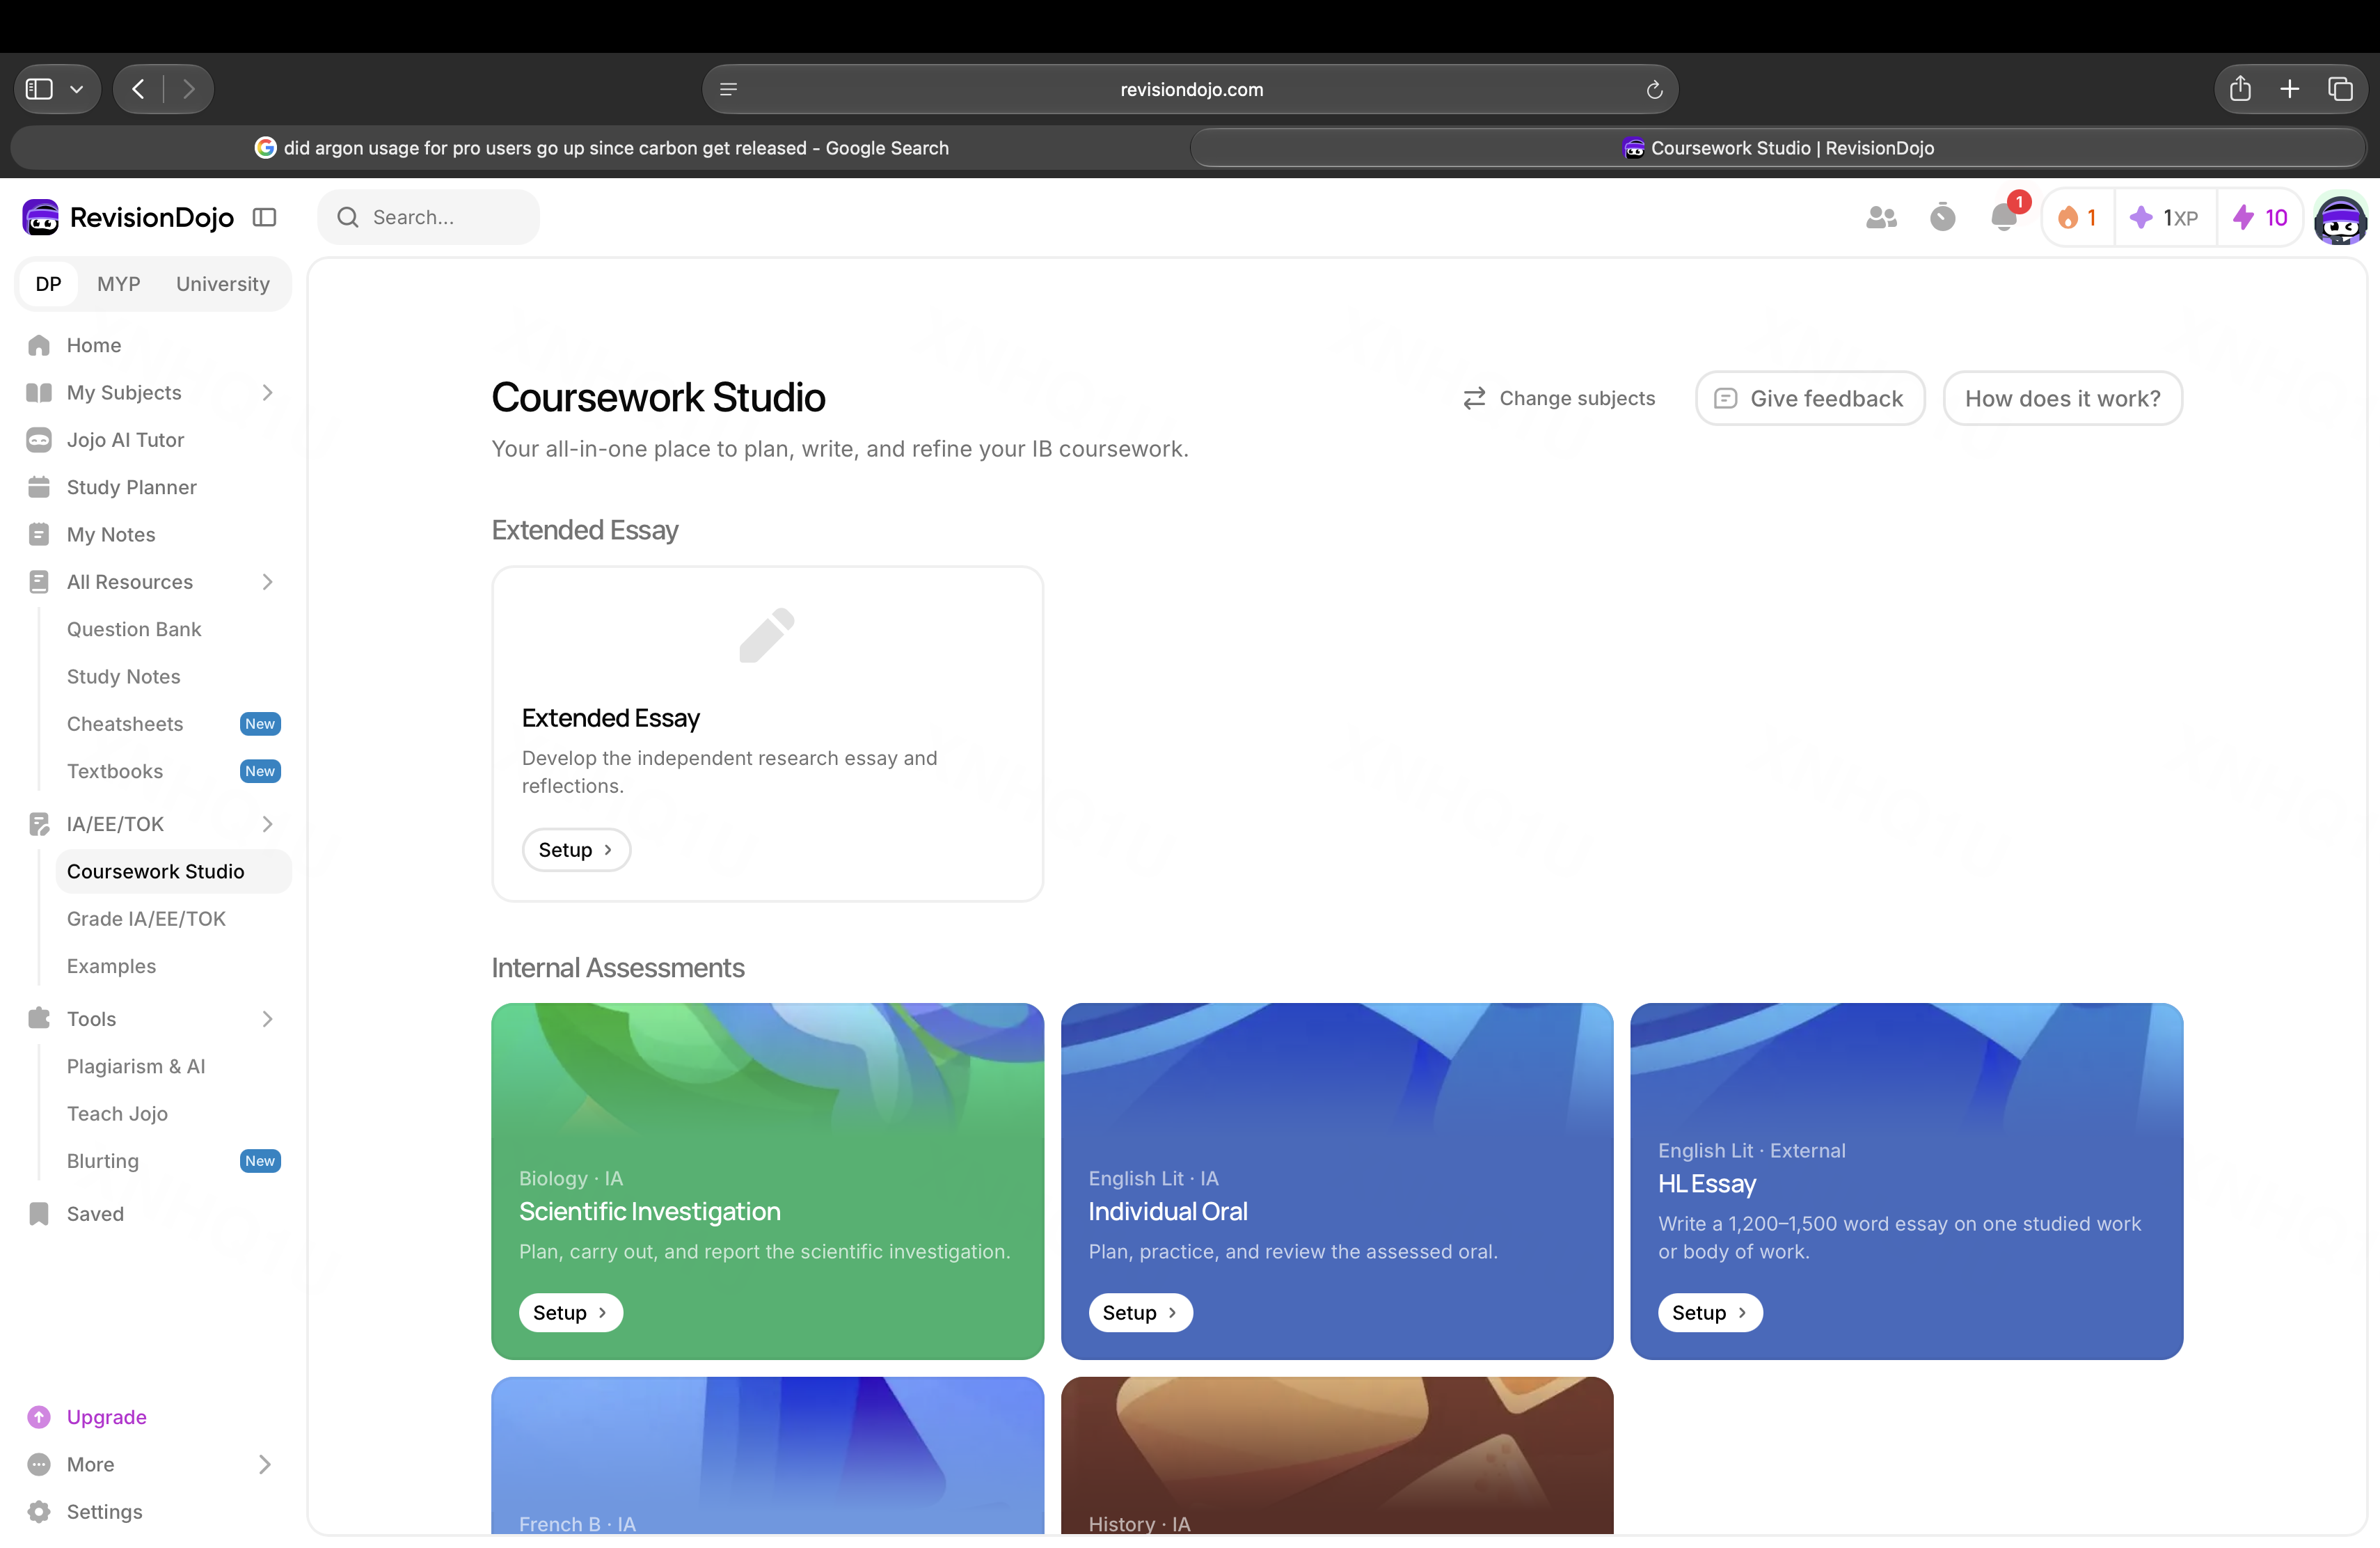 revisiondojo.com
did argon usage for pro users go up since carbon get released - Google Search
Coursework Studio | RevisionDojo
RevisionDojo
Search...
1
1
1XP
10
DP
MYP
University
Home
My Subjects
Jojo AI Tutor
Study Planner
My Notes
All Resources
Question Bank
Study Notes
Cheatsheets
New
Textbooks
New
IA/EE/TOK
Coursework Studio
Grade IA/EE/TOK
Examples
Tools
Plagiarism & AI
Teach Jojo
Blurting
New
Saved
Upgrade
More
Settings
Coursework Studio
Your all-in-one place to plan, write, and refine your IB coursework.
Change subjects
Give feedback
How does it work?
Extended Essay
Extended Essay
Develop the independent research essay and
reflections.
Setup
Internal Assessments
Biology · IA
Scientific Investigation
Plan, carry out, and report the scientific investigation.
Setup
English Lit · IA
Individual Oral
Plan, practice, and review the assessed oral.
Setup
English Lit · External
HL Essay
Write a 1,200–1,500 word essay on one studied work
or body of work.
Setup
French B · IA
History · IA